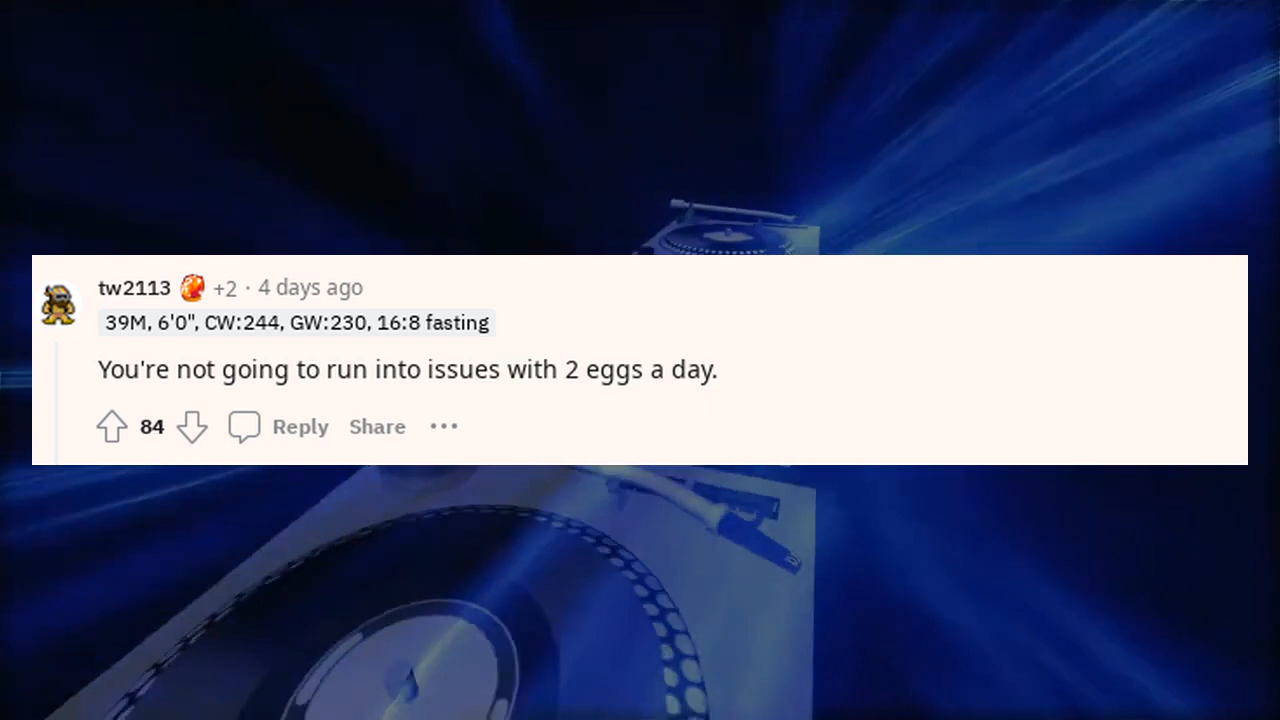 tw2113 +2 · 4 days ago
39M, 6'0", CW:244, GW:230, 16:8 fasting
You're not going to run into issues with 2 eggs a day.
84 Reply Share ···